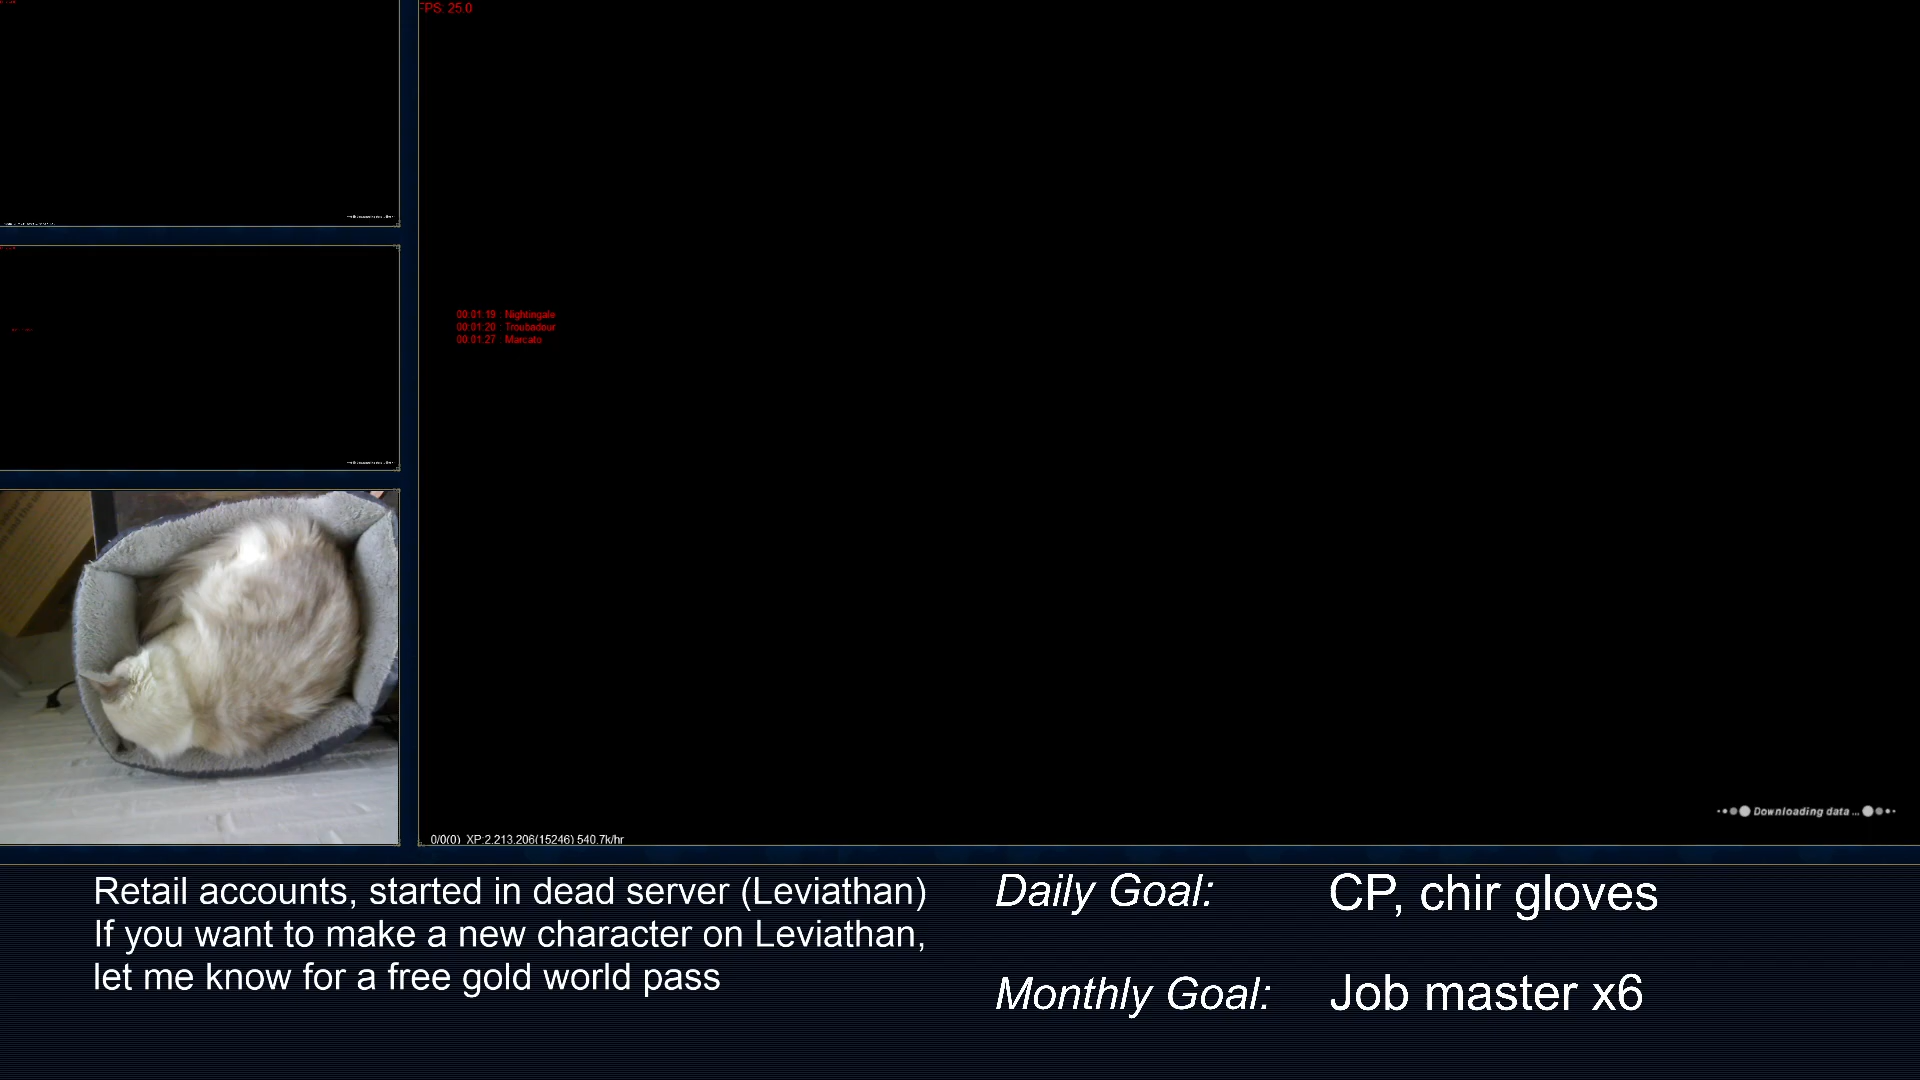 FPS: 25.0
00:01:19 : Nightingale
00:01:20 : Troubadour
00:01:27 : Marcato
Downloading data ...
0/0(0) XP:2,213,206(15246) 540.7k/hr
Retail accounts, started in dead server (Leviathan)
If you want to make a new character on Leviathan,
let me know for a free gold world pass
Daily Goal: CP, chir gloves
Monthly Goal: Job master x6